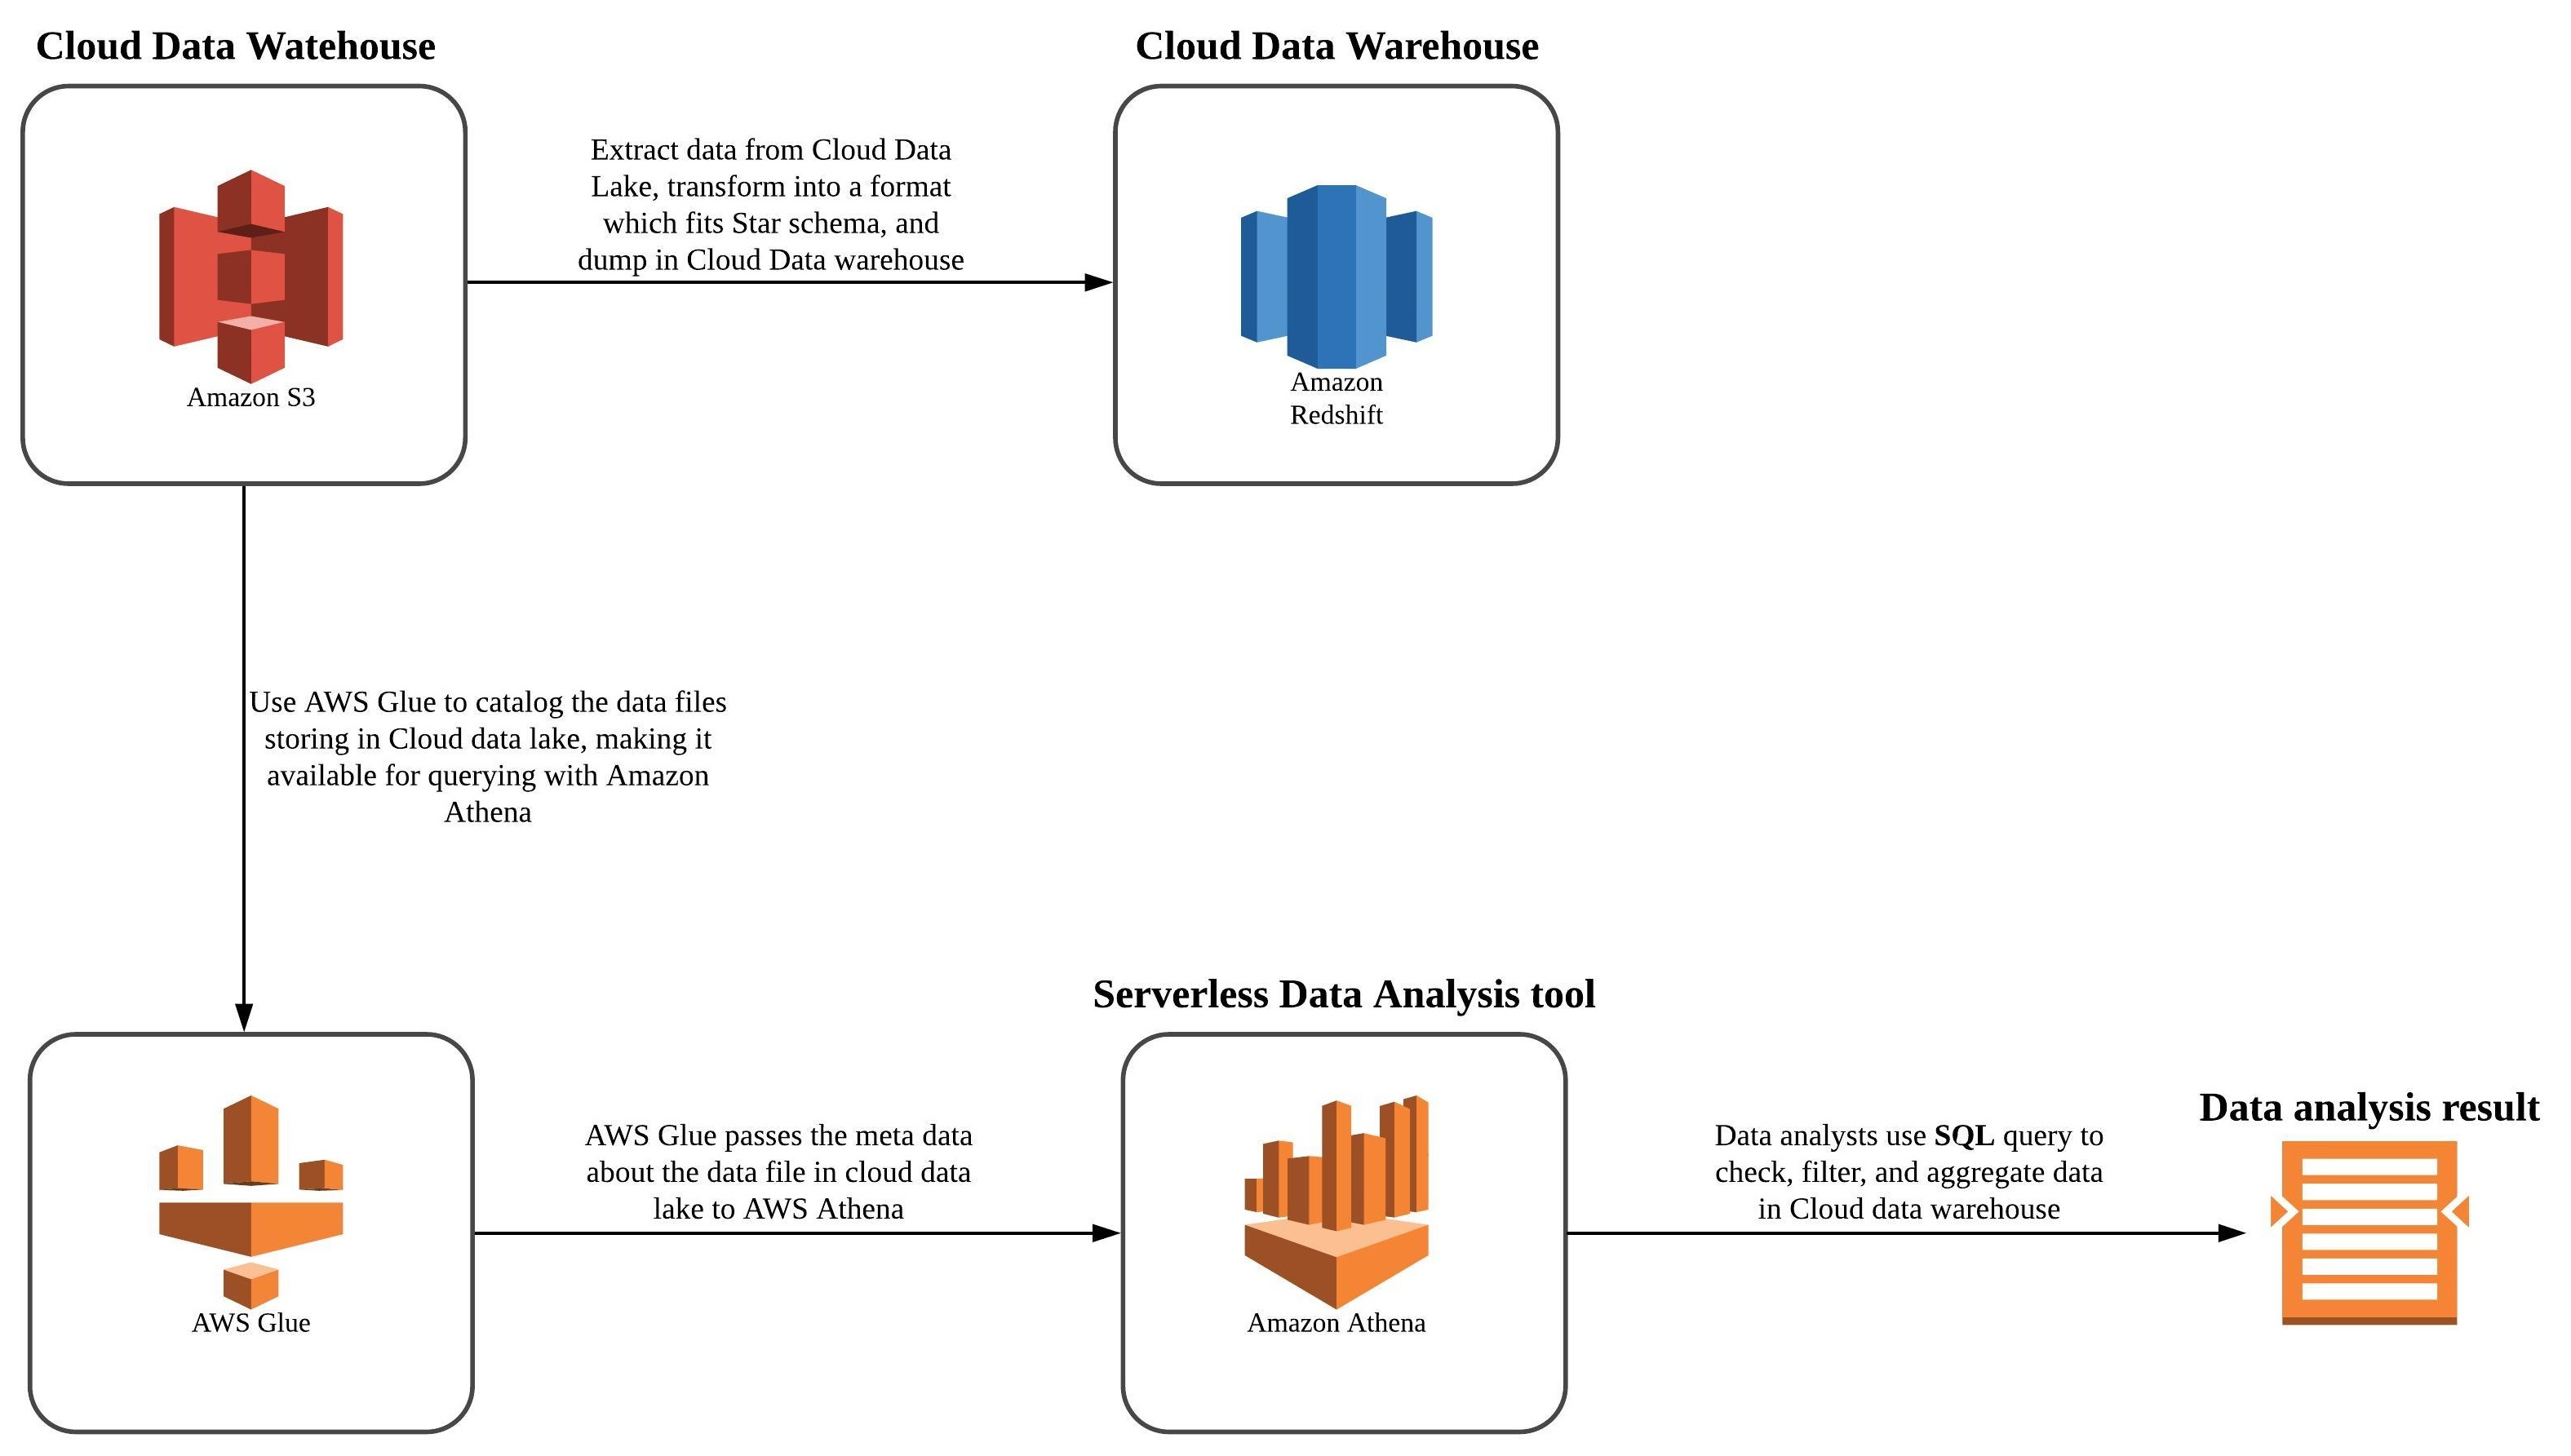 Cloud Data Watehouse
Cloud Data Warehouse
Extract data from Cloud Data
Lake, transform into a format
which fits Star schema, and
dump in Cloud Data warehouse
Amazon S3
Amazon
Redshift
Use AWS Glue to catalog the data files
storing in Cloud data lake, making it
available for querying with Amazon
Athena
Serverless Data Analysis tool
AWS Glue passes the meta data
about the data file in cloud data
lake to AWS Athena
Data analysts use SQL query to
check, filter, and aggregate data
in Cloud data warehouse
Data analysis result
AWS Glue
Amazon Athena